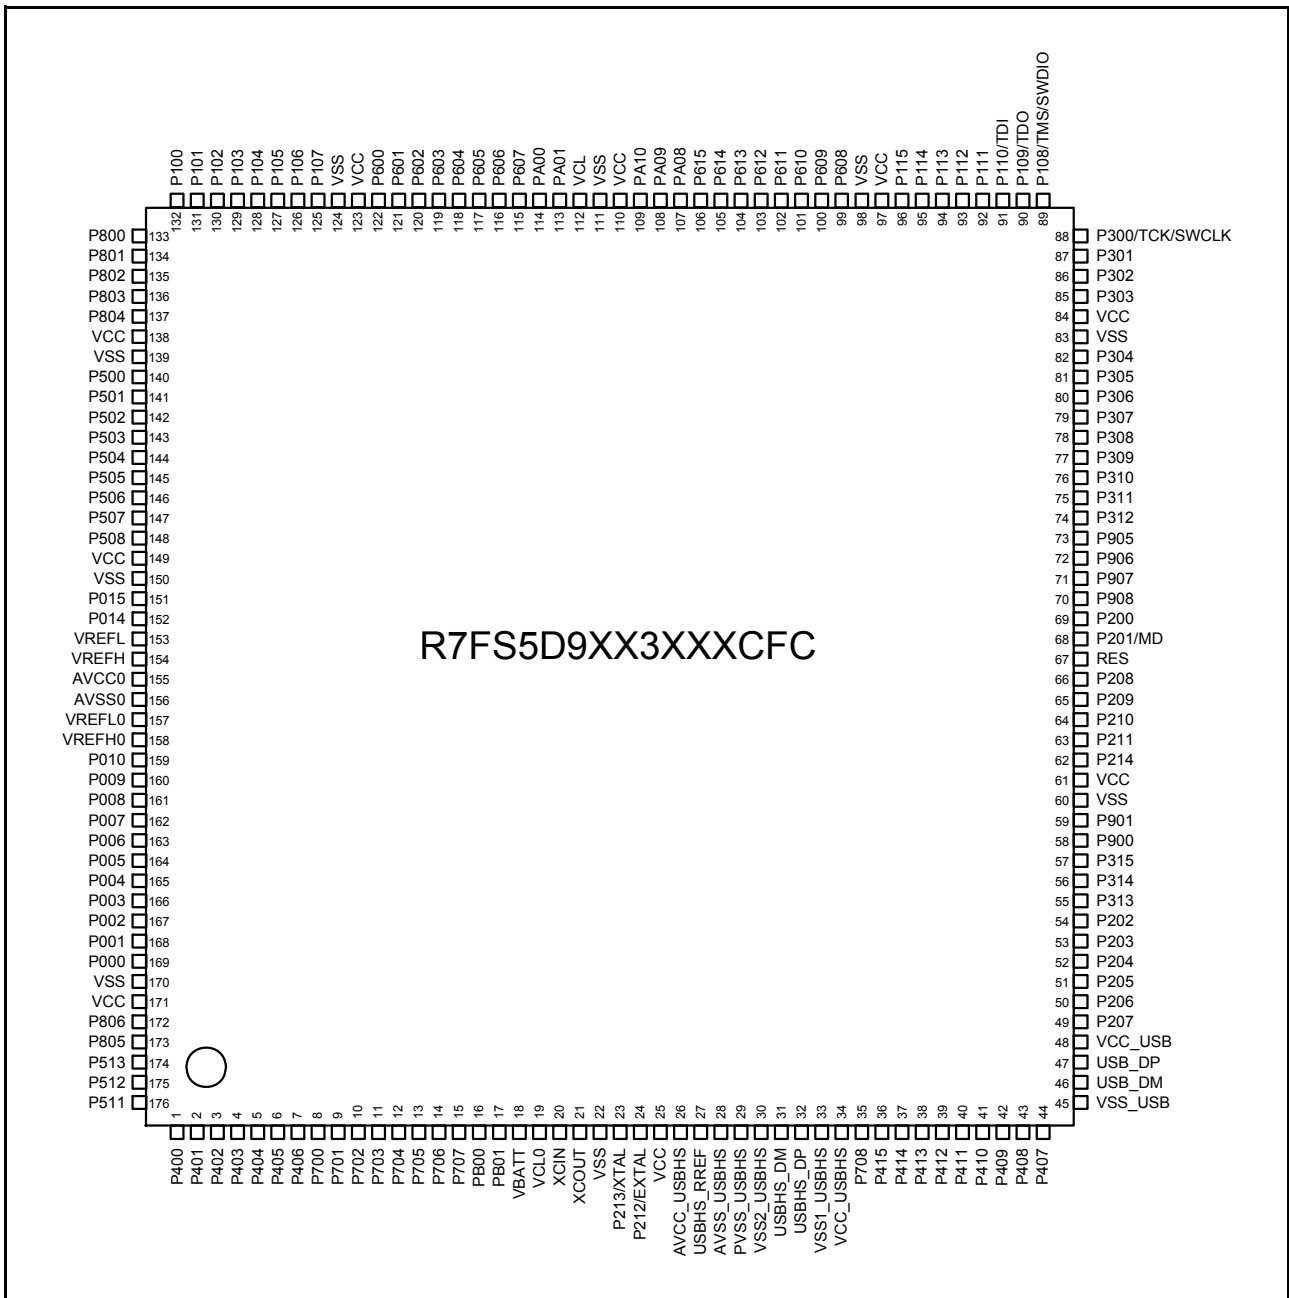 P100 P101 P102 P103 P104 P105 P106 P107 VSS VCC P600 P601 P602 P603 P604 P605 P606 P607 PA00 PA01 VCL VSS VCC PA10 PA09 PA08 P615 P614 P613 P612 P611 P610 P609 P608 VSS VCC P115 P114 P113 P112 P111 P110/TDI P109/TDO P108/TMS/SWDIO
132 131 130 129 128 127 126 125 124 123 122 121 120 119 118 117 116 115 114 113 112 111 110 109 108 107 106 105 104 103 102 101 100 99 98 97 96 95 94 93 92 91 90 89
P800 133 88 P300/TCK/SWCLK
P801 134 87 P301
P802 135 86 P302
P803 136 85 P303
P804 137 84 VCC
VCC 138 83 VSS
VSS 139 82 P304
P500 140 81 P305
P501 141 80 P306
P502 142 79 P307
P503 143 78 P308
P504 144 77 P309
P505 145 76 P310
P506 146 75 P311
P507 147 74 P312
P508 148 73 P905
VCC 149 72 P906
VSS 150 71 P907
P015 151 70 P908
P014 152 69 P200
VREFL 153 68 P201/MD
R7FS5D9XX3XXXCFC
VREFH 154 67 RES
AVCC0 155 66 P208
AVSS0 156 65 P209
VREFL0 157 64 P210
VREFH0 158 63 P211
P010 159 62 P214
P009 160 61 VCC
P008 161 60 VSS
P007 162 59 P901
P006 163 58 P900
P005 164 57 P315
P004 165 56 P314
P003 166 55 P313
P002 167 54 P202
P001 168 53 P203
P000 169 52 P204
VSS 170 51 P205
VCC 171 50 P206
P806 172 49 P207
P805 173 48 VCC_USB
P513 174 47 USB_DP
P512 175 46 USB_DM
P511 176 45 VSS_USB
1 2 3 4 5 6 7 8 9 10 11 12 13 14 15 16 17 18 19 20 21 22 23 24 25 26 27 28 29 30 31 32 33 34 35 36 37 38 39 40 41 42 43 44
P400 P401 P402 P403 P404 P405 P406 P700 P701 P702 P703 P704 P705 P706 P707 PB00 PB01 VBATT VCL0 XCIN XCOUT VSS P213/XTAL P212/EXTAL VCC AVCC_USBHS USBHS_RREF AVSS_USBHS PVSS_USBHS VSS2_USBHS USBHS_DM USBHS_DP VSS1_USBHS VCC_USBHS P708 P415 P414 P413 P412 P411 P410 P409 P408 P407